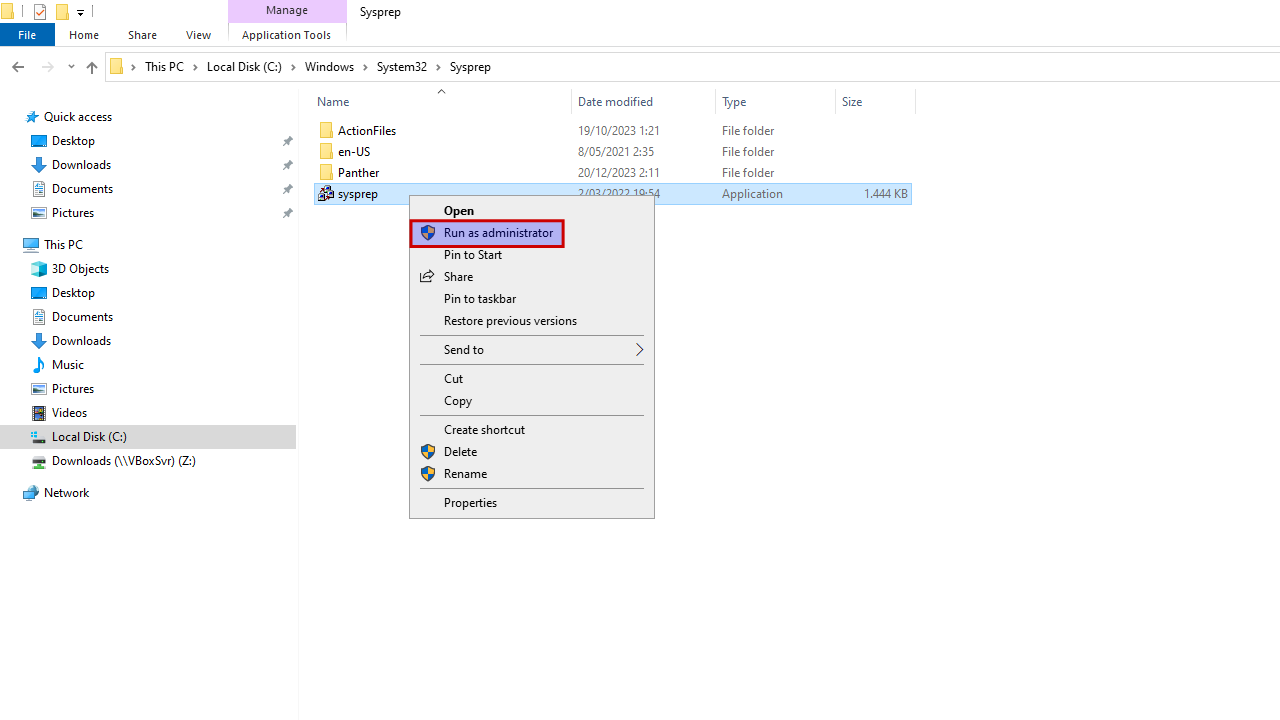 Manage Sysprep
File Home Share View Application Tools
This PC Local Disk (C:) Windows System32 Sysprep
Name Date modified Type Size
Quick access
Desktop
Downloads
Documents
Pictures
This PC
3D Objects
Desktop
Documents
Downloads
Music
Pictures
Videos
Local Disk (C:)
Downloads (\\VBoxSvr) (Z:)
Network
ActionFiles 19/10/2023 1:21 File folder
en-US 8/05/2021 2:35 File folder
Panther 20/12/2023 2:11 File folder
sysprep 2/03/2022 19:54 Application 1.444 KB
Open
Run as administrator
Pin to Start
Share
Pin to taskbar
Restore previous versions
Send to
Cut
Copy
Create shortcut
Delete
Rename
Properties